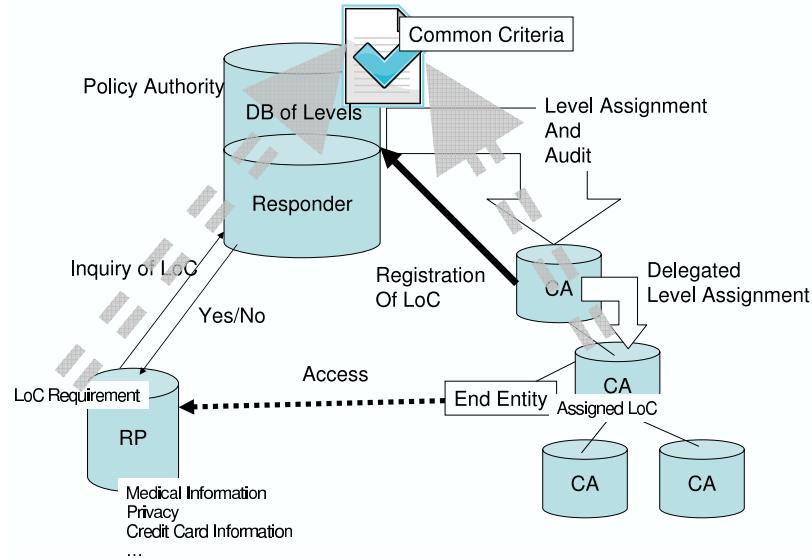 Common Criteria
Policy Authority
DB of Levels
Level Assignment
And
Audit
Responder
Inquiry of LoC
Registration
Of LoC
CA
Delegated
Level Assignment
Yes/No
Access
LoC Requirement
End Entity
CA
Assigned LoC
RP
CA
CA
Medical Information
Privacy
Credit Card Information
...